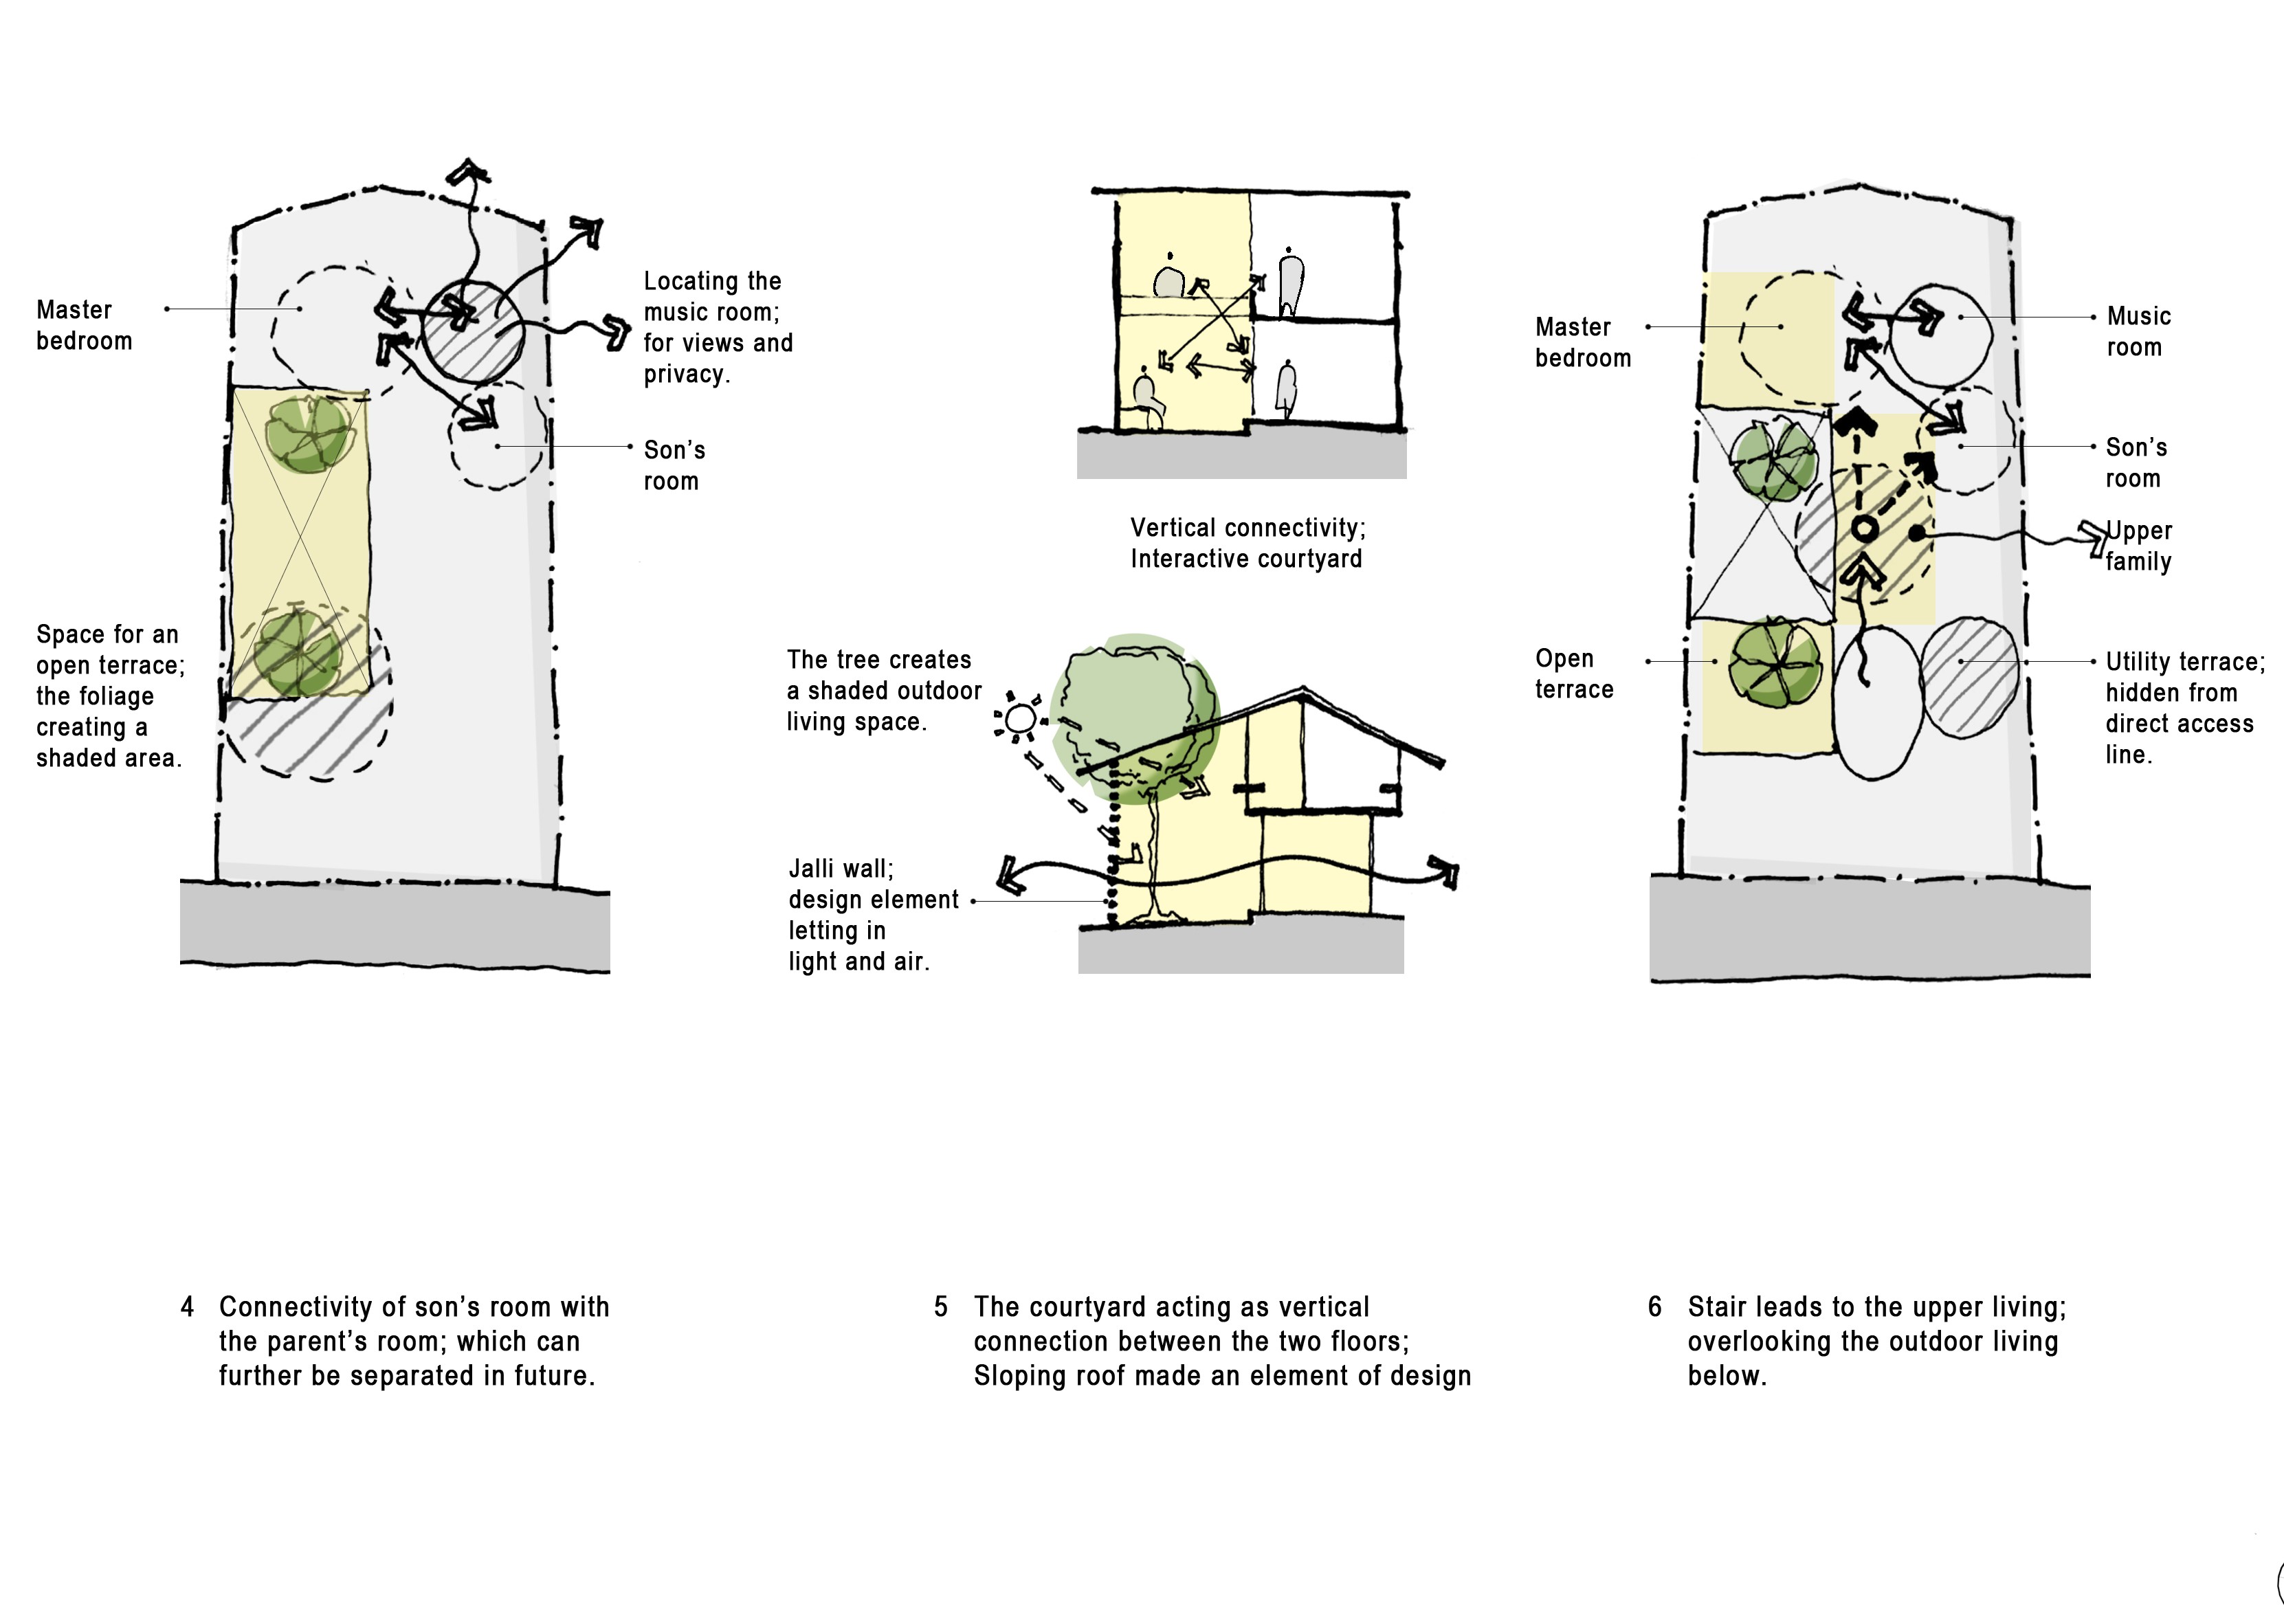 Master
bedroom
Locating the
music room;
for views and
privacy.
Son's
room
Space for an
open terrace;
the foliage
creating a
shaded area.
4 Connectivity of son's room with
the parent's room; which can
further be separated in future.
Vertical connectivity;
Interactive courtyard
The tree creates
a shaded outdoor
living space.
Jalli wall;
design element
letting in
light and air.
5 The courtyard acting as vertical
connection between the two floors;
Sloping roof made an element of design
Master
bedroom
Music
room
Son's
room
Upper
family
Open
terrace
Utility terrace;
hidden from
direct access
line.
6 Stair leads to the upper living;
overlooking the outdoor living
below.